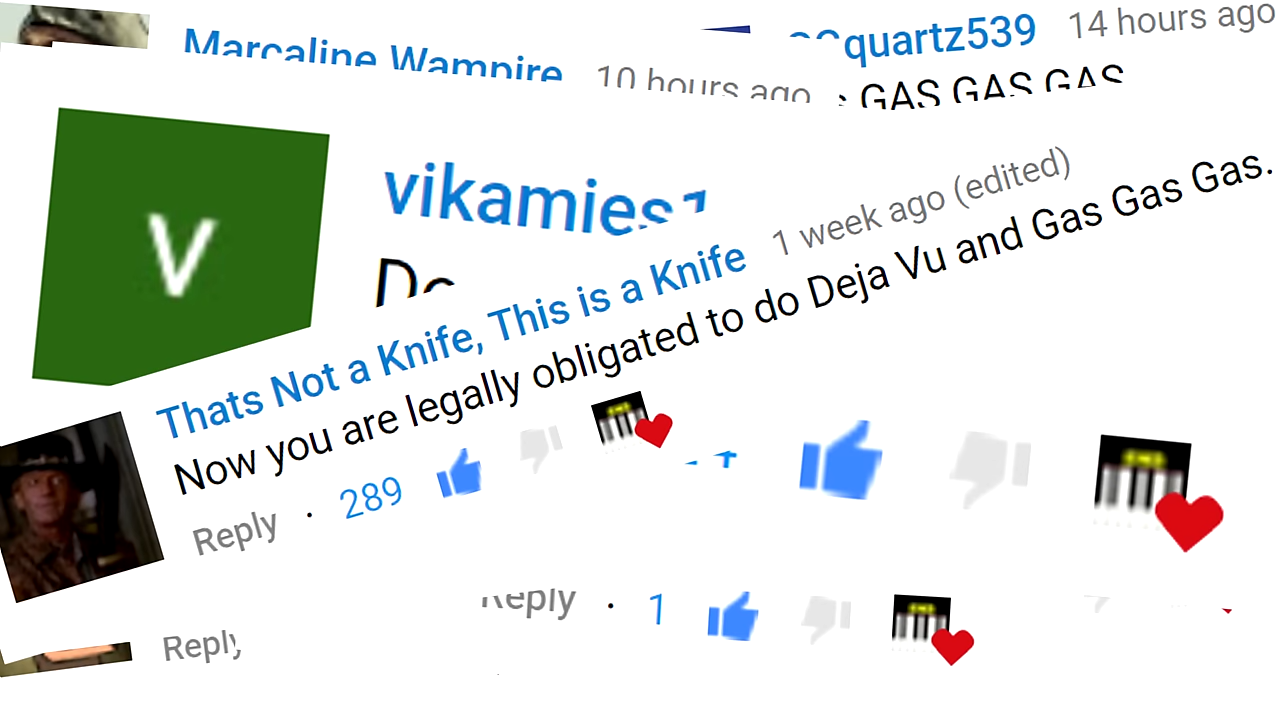 Marcaline Wampire 10 hours ago
quartz539 14 hours ago
: GAS GAS GAS
V
vikamies1
Thats Not a Knife, This is a Knife 1 week ago (edited)
Now you are legally obligated to do Deja Vu and Gas Gas Gas.
Reply · 289
Reply · 1
Reply